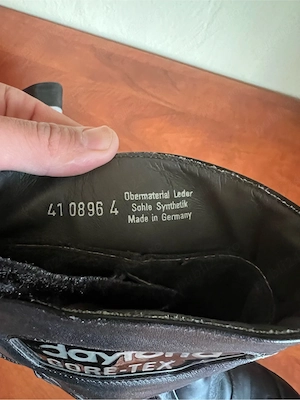 41 0896 4
Obermaterial Leder
Sohle Synthetik
Made in Germany
daytona
GORE-TEX